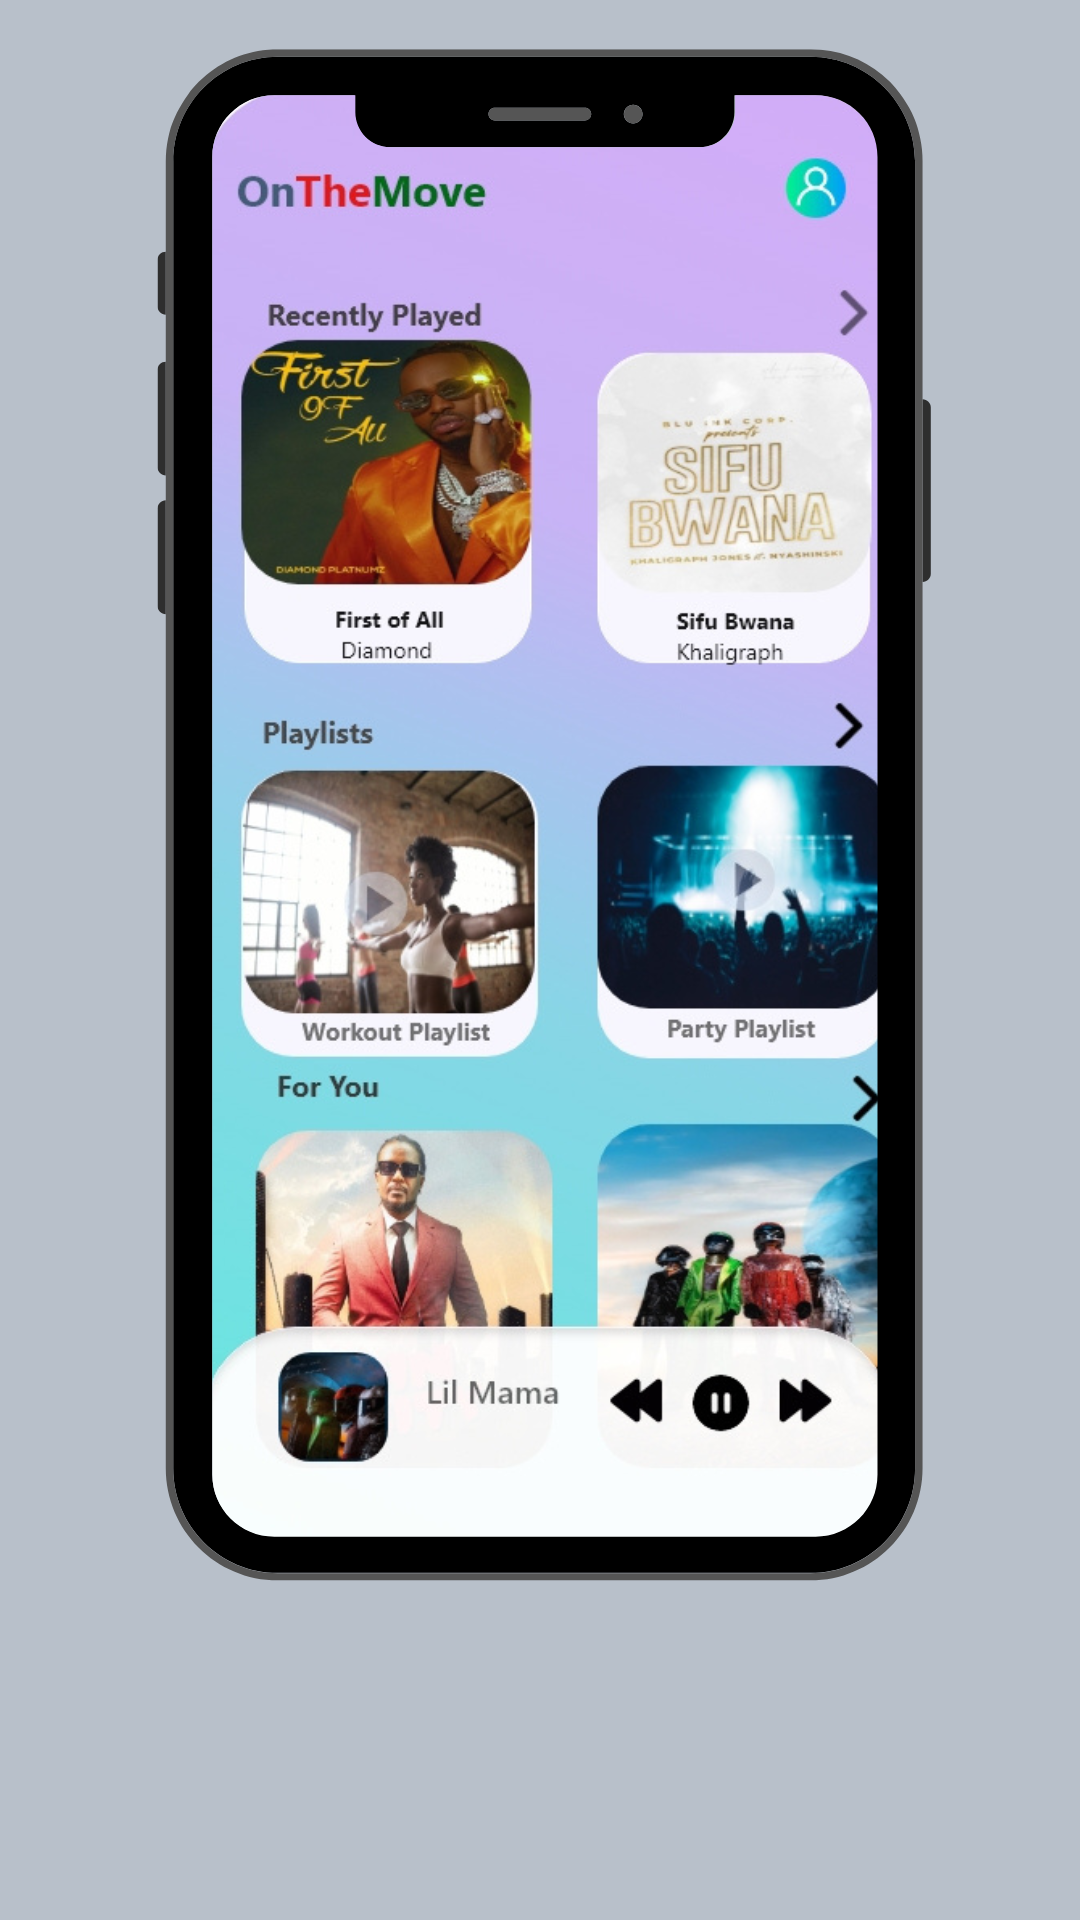 OnTheMove
Recently Played
First
OF
All
DIAMOND PLATNUMZ
First of All
Diamond
BLU INK CORP.
presents
SIFU
BWANA
KHALIGRAPH JONES ft. NYASHINSKI
Sifu Bwana
Khaligraph
Playlists
Workout Playlist
Party Playlist
For You
Lil Mama